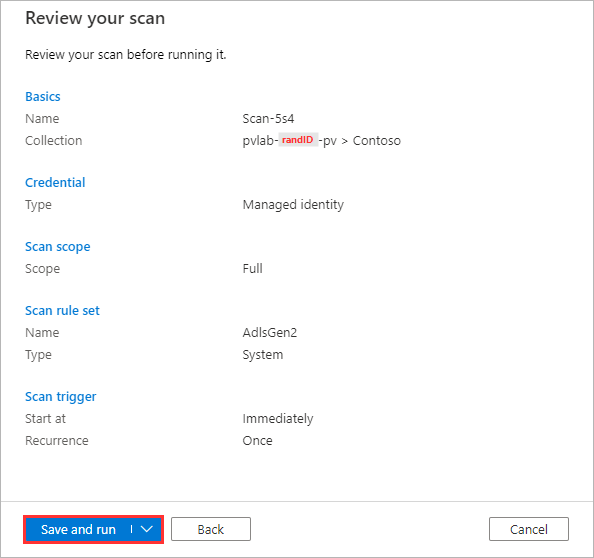 Review your scan
Review your scan before running it.
Basics
Name Scan-5s4
Collection pvlab-randID-pv > Contoso
Credential
Type Managed identity
Scan scope
Scope Full
Scan rule set
Name AdlsGen2
Type System
Scan trigger
Start at Immediately
Recurrence Once
Save and run Back Cancel